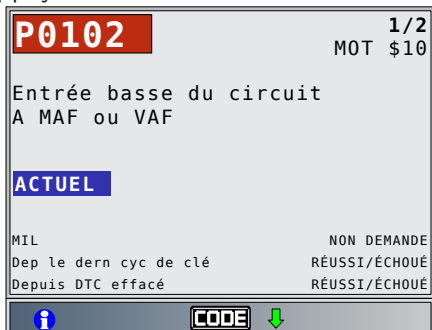 P0102
1/2
MOT $10
Entrée basse du circuit
A MAF ou VAF
ACTUEL
MIL NON DEMANDE
Dep le dern cyc de clé RÉUSSI/ÉCHOUÉ
Depuis DTC effacé RÉUSSI/ÉCHOUÉ
i CODE